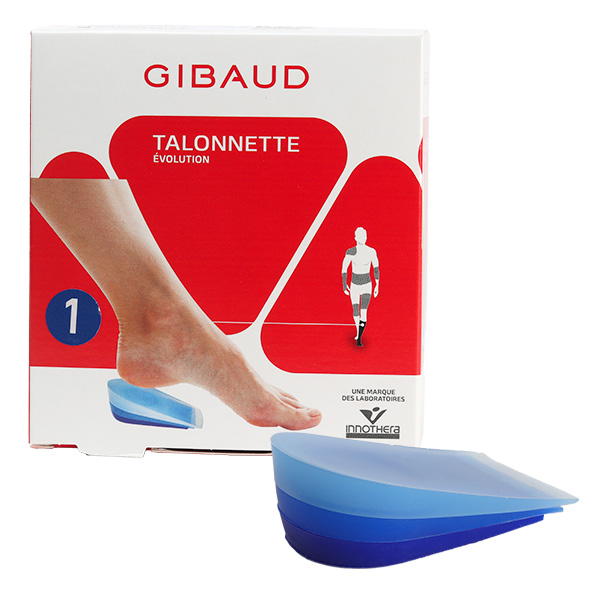 GIBAUD
TALONNETTE
ÉVOLUTION
1
UNE MARQUE
DES LABORATOIRES
INNOTHERA